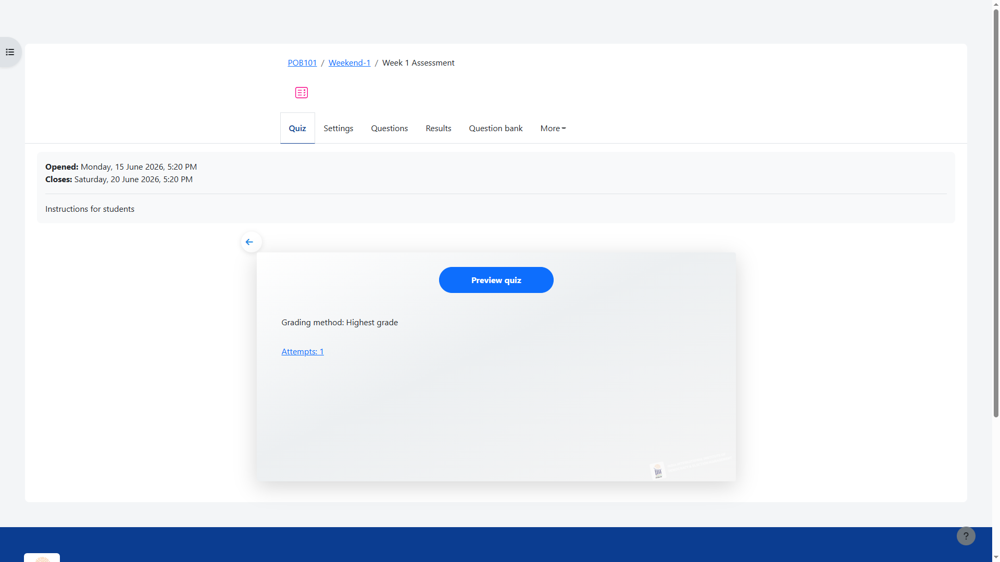 POB101 / Weekend-1 / Week 1 Assessment
Quiz Settings Questions Results Question bank More
Opened: Monday, 15 June 2026, 5:20 PM
Closes: Saturday, 20 June 2026, 5:20 PM
Instructions for students
Preview quiz
Grading method: Highest grade
Attempts: 1
?